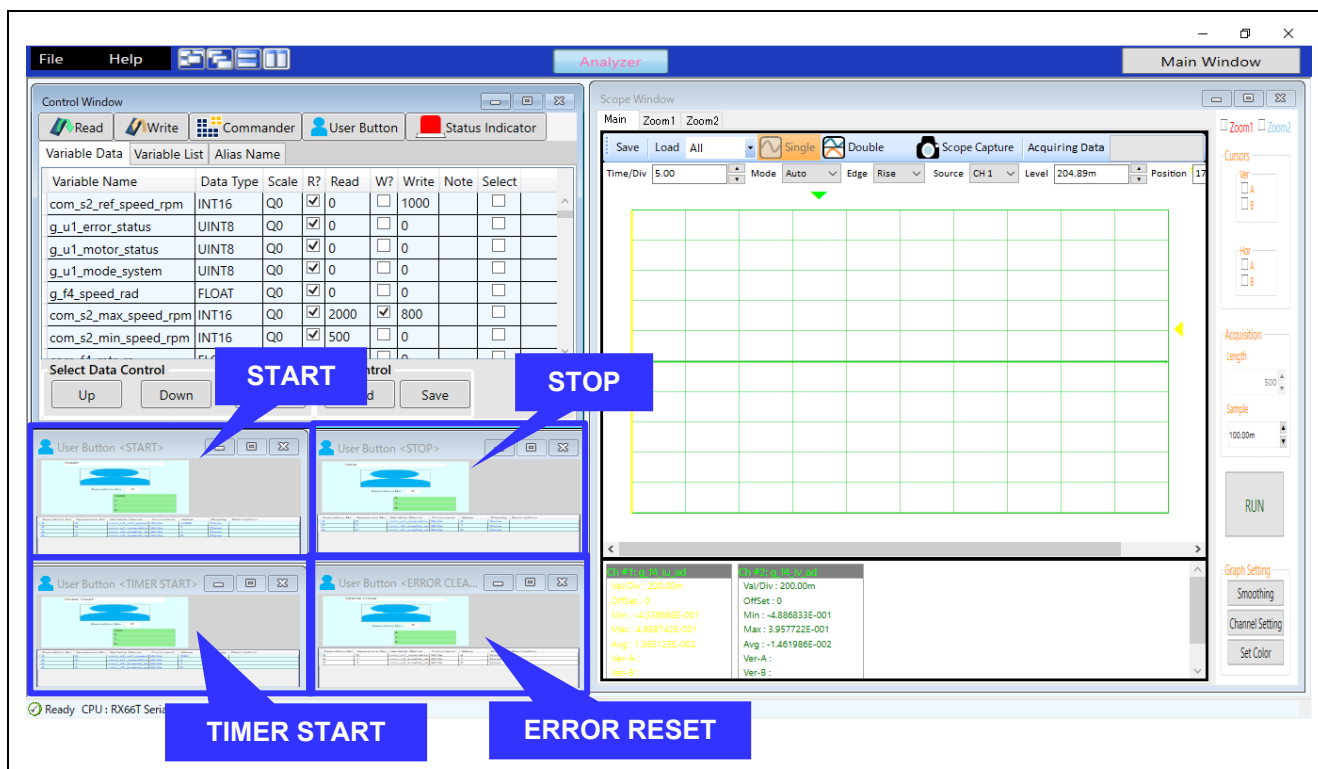 File Help Analyzer Main Window
Control Window
Read Write Commander User Button Status Indicator
Variable Data Variable List Alias Name
Variable Name Data Type Scale R? Read W? Write Note Select
com_s2_ref_speed_rpm INT16 Q0 0 1000
g_u1_error_status UINT8 Q0 0 0
g_u1_motor_status UINT8 Q0 0 0
g_u1_mode_system UINT8 Q0 0 0
g_f4_speed_rad FLOAT Q0 0 0
com_s2_max_speed_rpm INT16 Q0 2000 800
com_s2_min_speed_rpm INT16 Q0 500 0
Select Data Control
Up Down Save
START
STOP
User Button <START>
User Button <STOP>
User Button <TIMER START>
User Button <ERROR CLEA...
TIMER START
ERROR RESET
Ready CPU : RX66T
Scope Window
Main Zoom1 Zoom2
Save Load All Single Double Scope Capture Acquiring Data
Time/Div 5.00 Mode Auto Edge Rise Source CH 1 Level 204.89m Position 17
Ch #1: g_f4_iu_ad
Val/Div : 200.00m
OffSet : 0
Ch #2: g_f4_iv_ad
Val/Div : 200.00m
OffSet : 0
Min : -4.886833E-001
Max : 3.957722E-001
Avg : -1.461986E-002
Ver-A :
Ver-B :
Zoom1 Zoom2
Cursors
Ver
A
B
Hor
A
B
Acquisition
Length
500
Sample
100.00m
RUN
Graph Setting
Smoothing
Channel Setting
Set Color